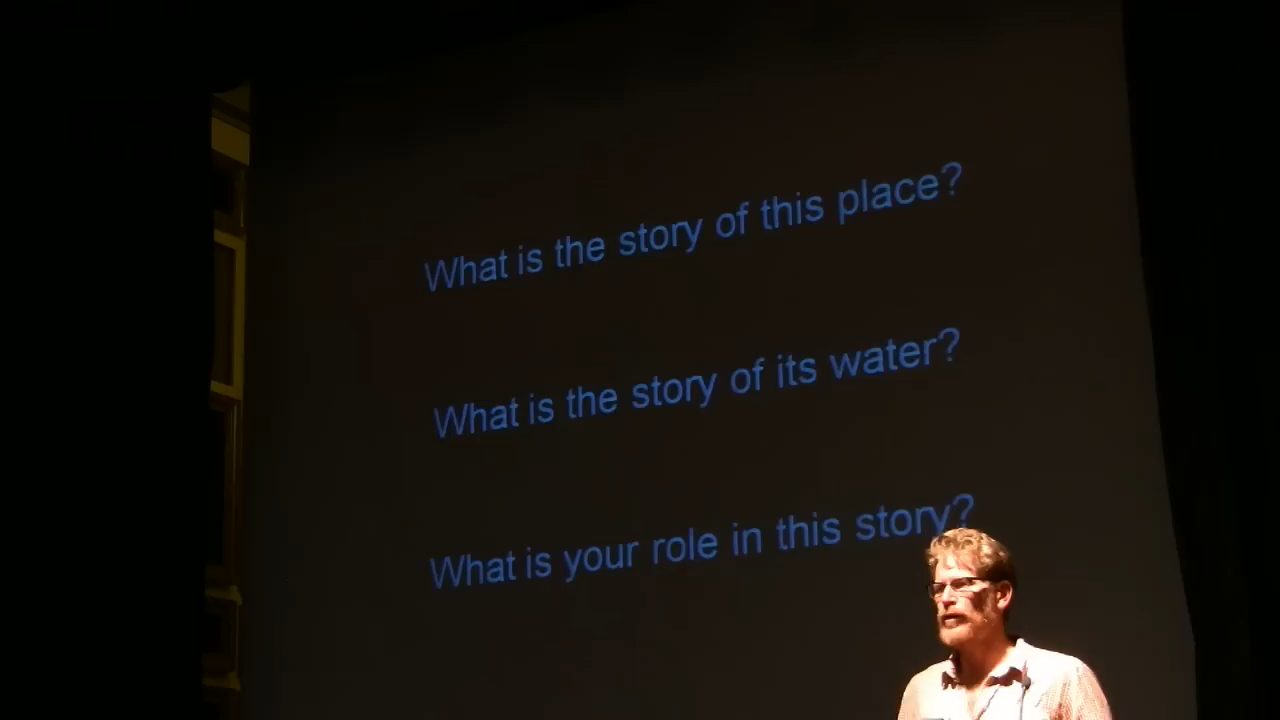 What is the story of this place?
What is the story of its water?
What is your role in this story?